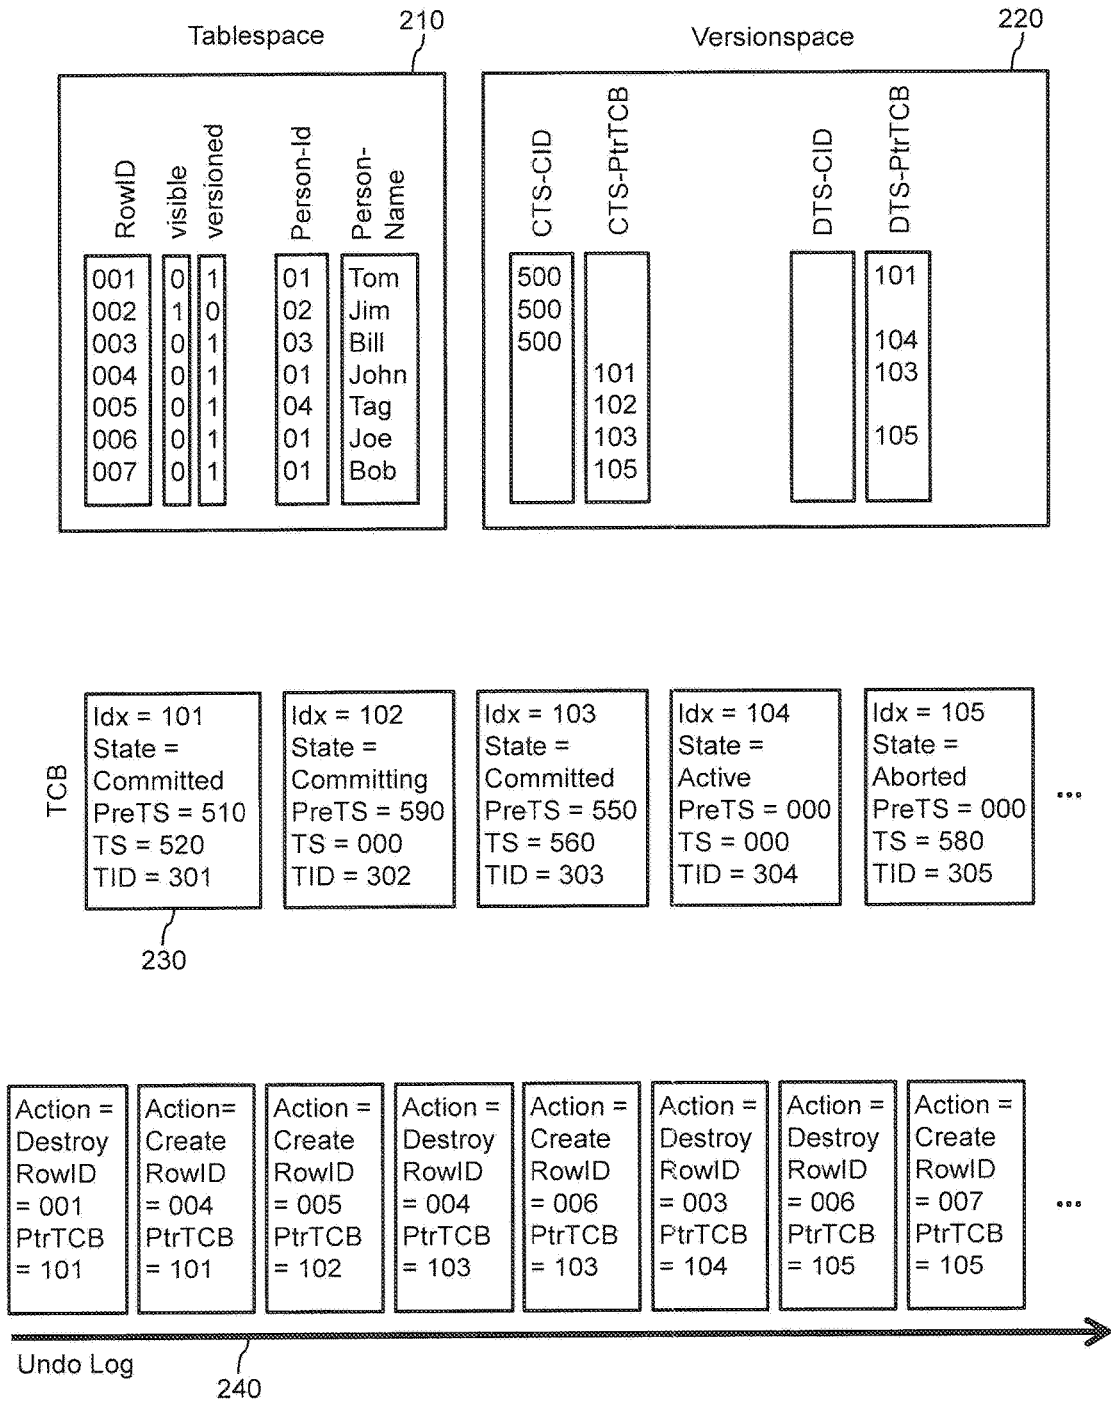 Tablespace
210
Versionspace
220
RowID
visible
versioned
Person-Id
Person-
Name
CTS-CID
CTS-PtrTCB
DTS-CID
DTS-PtrTCB
001 0 1 01 Tom 500 101
002 1 0 02 Jim 500
003 0 1 03 Bill 500 104
004 0 1 01 John 101 103
005 0 1 04 Tag 102
006 0 1 01 Joe 103 105
007 0 1 01 Bob 105
TCB
Idx = 101
State =
Committed
PreTS = 510
TS = 520
TID = 301
Idx = 102
State =
Committing
PreTS = 590
TS = 000
TID = 302
Idx = 103
State =
Committed
PreTS = 550
TS = 560
TID = 303
Idx = 104
State =
Active
PreTS = 000
TS = 000
TID = 304
Idx = 105
State =
Aborted
PreTS = 000
TS = 580
TID = 305
...
230
Action =
Destroy
RowID
= 001
PtrTCB
= 101
Action=
Create
RowID
= 004
PtrTCB
= 101
Action =
Create
RowID
= 005
PtrTCB
= 102
Action =
Destroy
RowID
= 004
PtrTCB
= 103
Action =
Create
RowID
= 006
PtrTCB
= 103
Action =
Destroy
RowID
= 003
PtrTCB
= 104
Action =
Destroy
RowID
= 006
PtrTCB
= 105
Action =
Create
RowID
= 007
PtrTCB
= 105
...
Undo Log
240